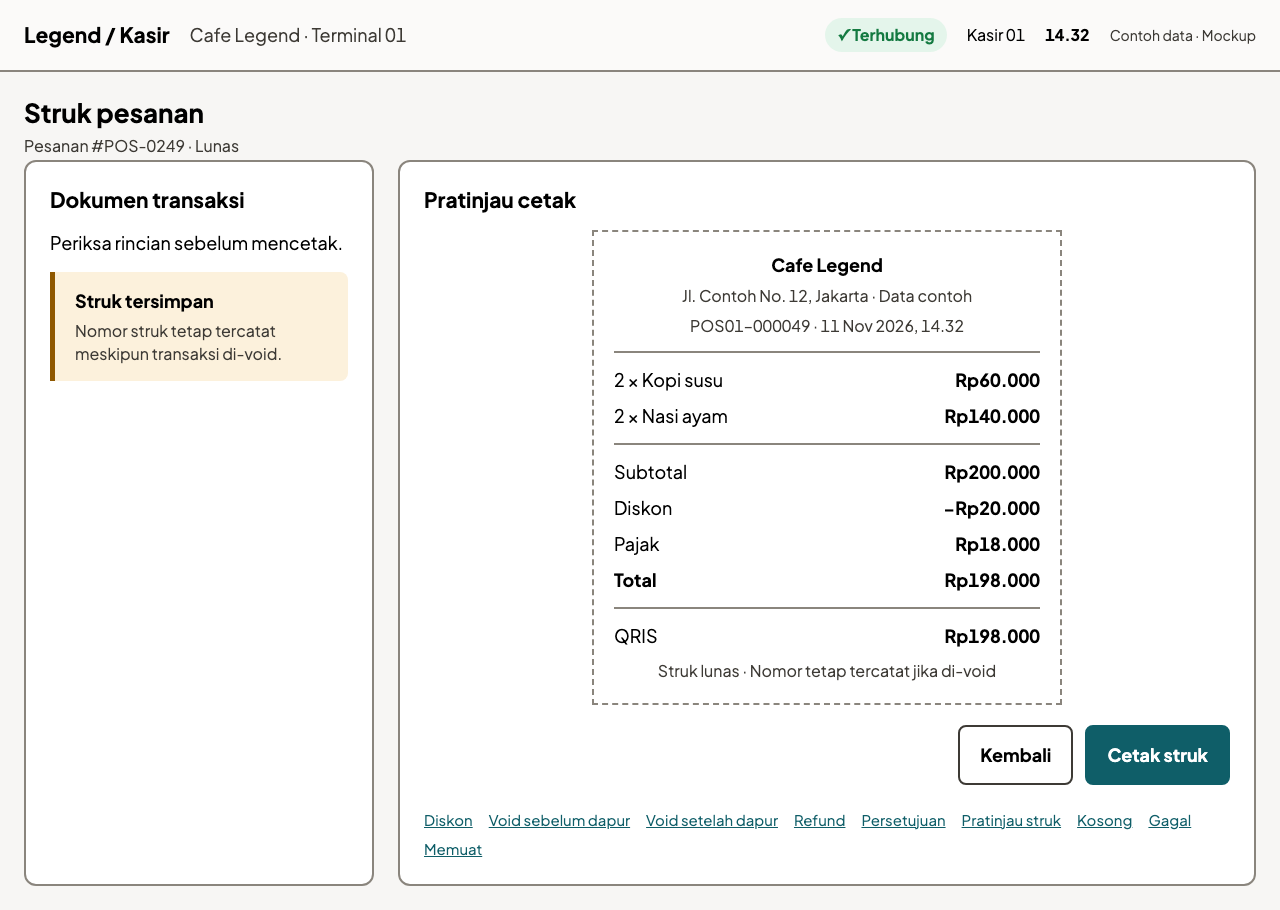 Legend / Kasir Cafe Legend · Terminal 01 ✓Terhubung Kasir 01 14.32 Contoh data · Mockup
Struk pesanan
Pesanan #POS-0249 · Lunas
Dokumen transaksi
Periksa rincian sebelum mencetak.
Struk tersimpan
Nomor struk tetap tercatat
meskipun transaksi di-void.
Pratinjau cetak
Cafe Legend
Jl. Contoh No. 12, Jakarta · Data contoh
POS01–000049 · 11 Nov 2026, 14.32
2 × Kopi susu Rp60.000
2 × Nasi ayam Rp140.000
Subtotal Rp200.000
Diskon –Rp20.000
Pajak Rp18.000
Total Rp198.000
QRIS Rp198.000
Struk lunas · Nomor tetap tercatat jika di-void
Kembali Cetak struk
Diskon Void sebelum dapur Void setelah dapur Refund Persetujuan Pratinjau struk Kosong Gagal
Memuat